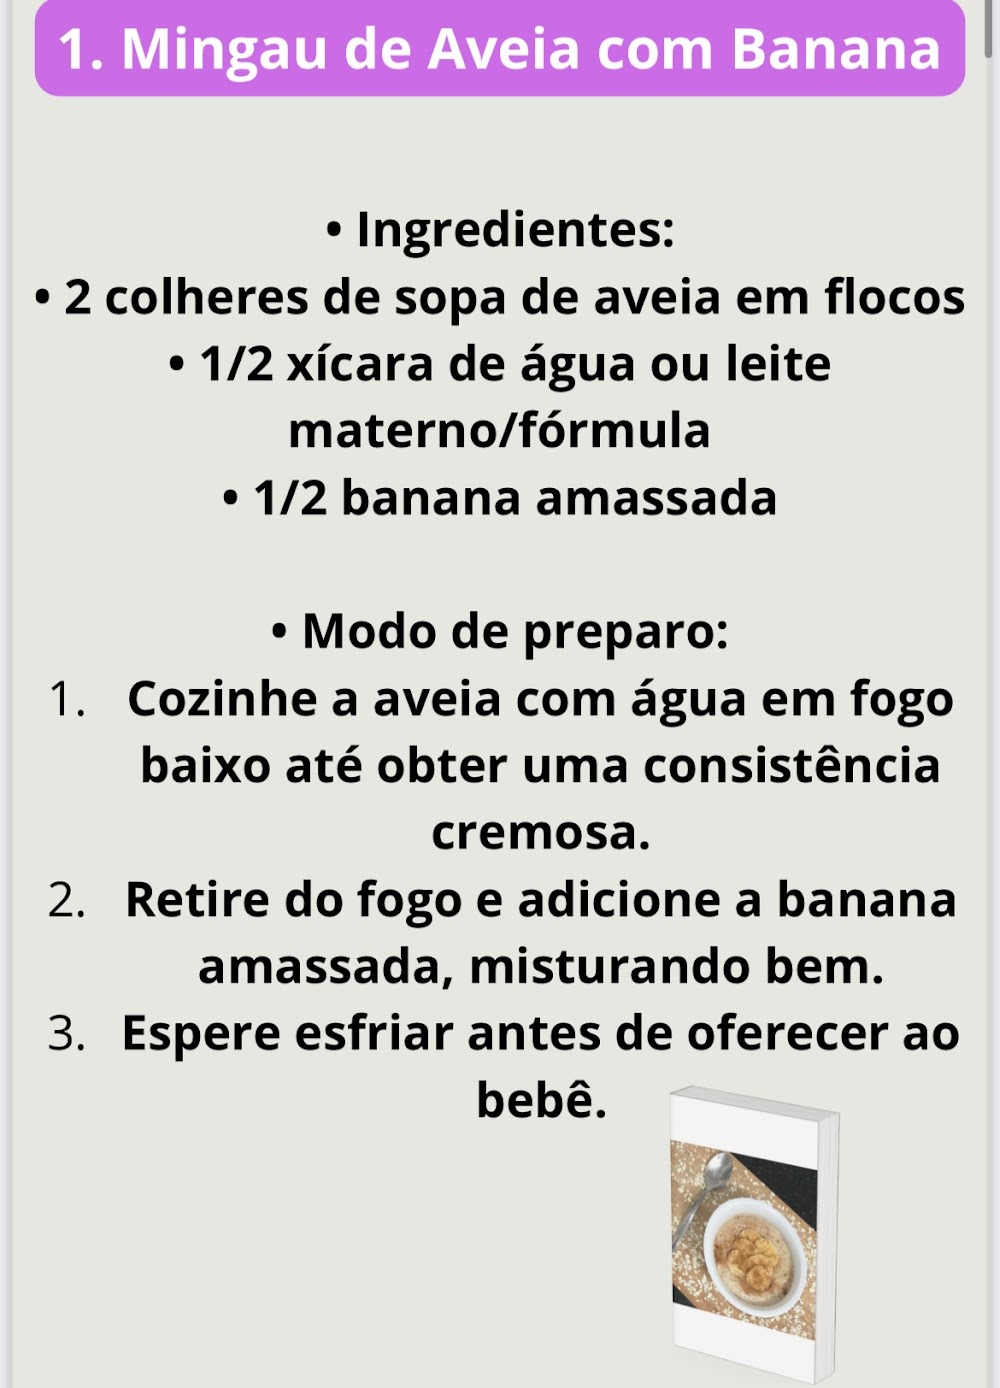 1. Mingau de Aveia com Banana
• Ingredientes:
• 2 colheres de sopa de aveia em flocos
• 1/2 xícara de água ou leite
materno/fórmula
• 1/2 banana amassada
• Modo de preparo:
1. Cozinhe a aveia com água em fogo
baixo até obter uma consistência
cremosa.
2. Retire do fogo e adicione a banana
amassada, misturando bem.
3. Espere esfriar antes de oferecer ao
bebê.